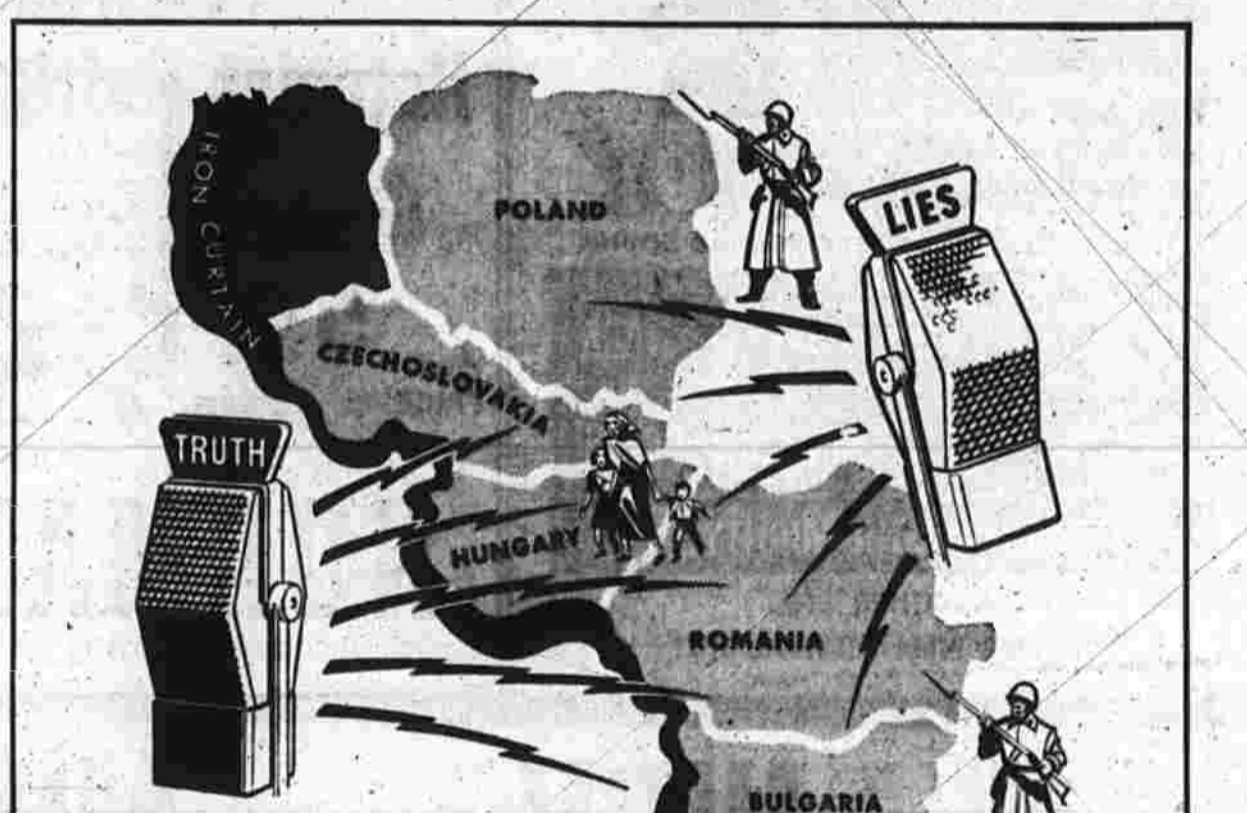 IRON CURTAIN
POLAND
LIES
CZECHOSLOVAKIA
TRUTH
HUNGARY
ROMANIA
BULGARIA